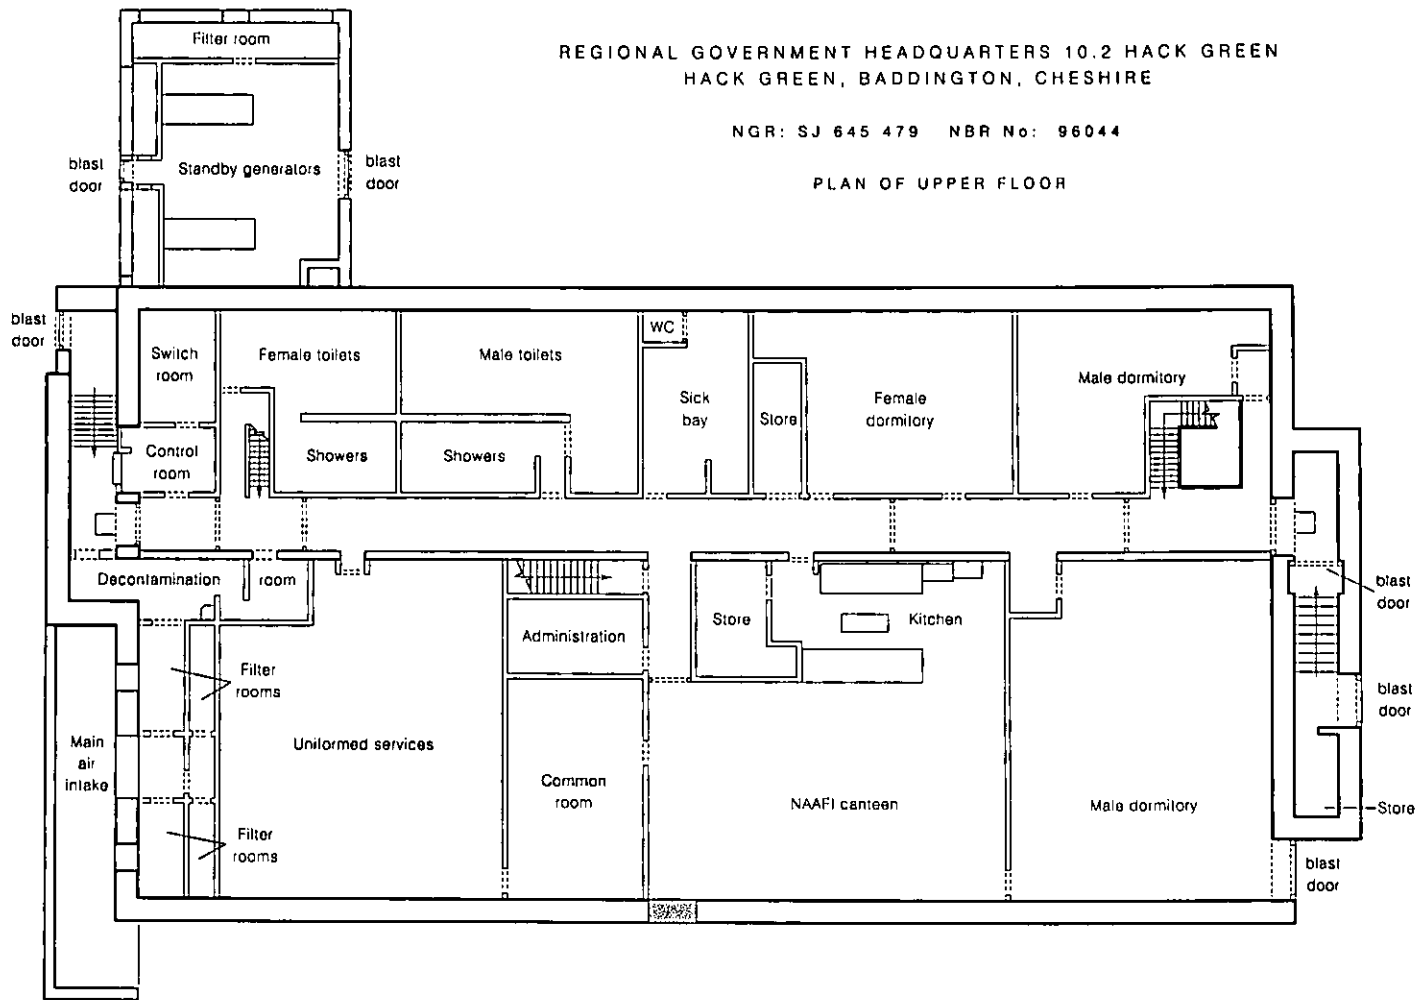 REGIONAL GOVERNMENT HEADQUARTERS 10.2 HACK GREEN
HACK GREEN, BADDINGTON, CHESHIRE
NGR: SJ 645 479 NBR No: 96044
PLAN OF UPPER FLOOR
Filter room
blast
door
Standby generators
blast
door
blast
door
Switch
room
Female toilets
Male toilets
WC
Sick
bay
Store
Female
dormitory
Male dormitory
Control
room
Showers
Showers
Decontamination room
Administration
Store
Kitchen
blast
door
Filter
rooms
Main
air
intake
Uniformed services
Common
room
NAAFI canteen
Male dormitory
blast
door
Store
Filter
rooms
blast
door